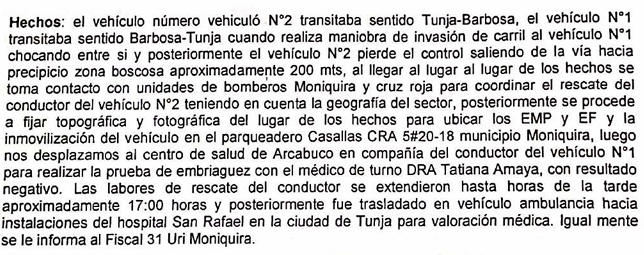 Hechos: el vehículo número vehiculó N°2 transitaba sentido Tunja-Barbosa, el vehículo N°1
transitaba sentido Barbosa-Tunja cuando realiza maniobra de invasión de carril al vehículo N°1
chocando entre si y posteriormente el vehículo N°2 pierde el control saliendo de la vía hacia
precipicio zona boscosa aproximadamente 200 mts, al llegar al lugar al lugar de los hechos se
toma contacto con unidades de bomberos Moniquira y cruz roja para coordinar el rescate del
conductor del vehículo N°2 teniendo en cuenta la geografía del sector, posteriormente se procede
a fijar topográfica y fotográfica del lugar de los hechos para ubicar los EMP y EF y la
inmovilización del vehículo en el parqueadero Casallas CRA 5#20-18 municipio Moniquira, luego
nos desplazamos al centro de salud de Arcabuco en compañía del conductor del vehículo N°1
para realizar la prueba de embriaguez con el médico de turno DRA Tatiana Amaya, con resultado
negativo. Las labores de rescate del conductor se extendieron hasta horas de la tarde
aproximadamente 17:00 horas y posteriormente fue trasladado en vehículo ambulancia hacia
instalaciones del hospital San Rafael en la ciudad de Tunja para valoración médica. Igual mente
se le informa al Fiscal 31 Uri Moniquira.